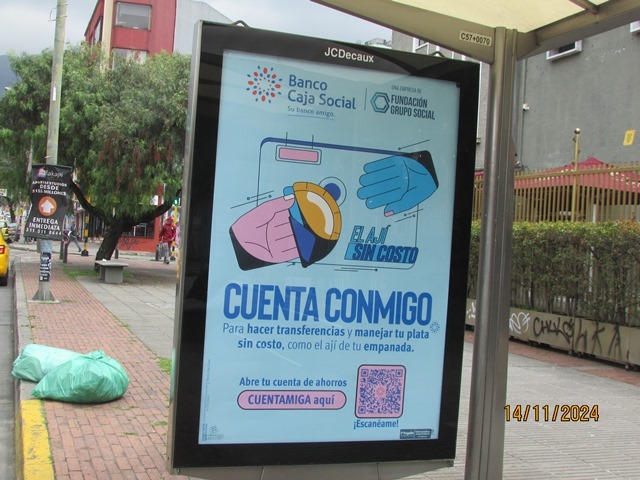 C57+0070
JCDecaux
Banco
Caja Social
Su banco amigo.
UNA EMPRESA DE
FUNDACIÓN
GRUPO SOCIAL
EL AJÍ
SIN COSTO
CUENTA CONMIGO
Para hacer transferencias y manejar tu plata
sin costo, como el ají de tu empanada.
Abre tu cuenta de ahorros
CUENTAMIGA aquí
¡Escanéame!
DESDE
ENTREGA
INMEDIATA
14/11/2024